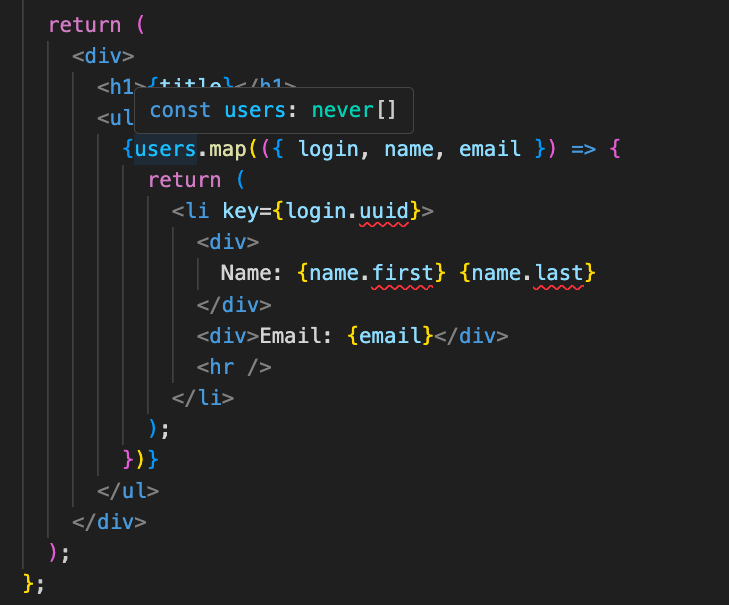 return (
<div>
<h1>{title}</h1>
const users: never[]
<ul
{users.map(({ login, name, email }) => {
return (
<li key={login.uuid}>
<div>
Name: {name.first} {name.last}
</div>
<div>Email: {email}</div>
<hr />
</li>
);
})}
</ul>
</div>
);
};